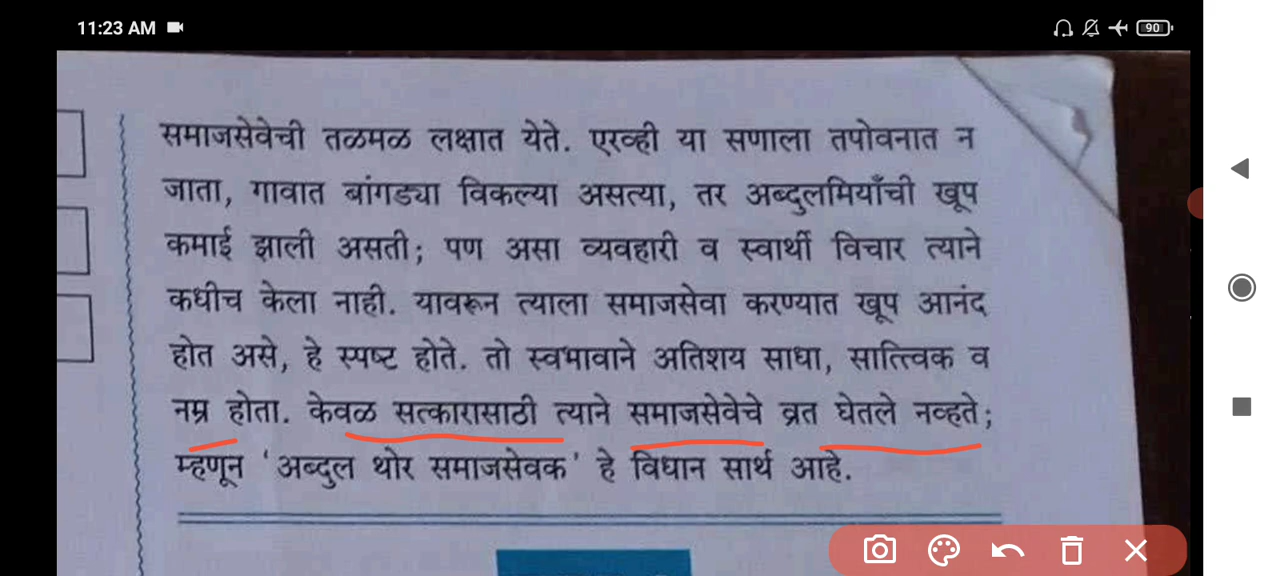 11:23 AM
90
समाजसेवेची तळमळ लक्षात येते. एरव्ही या सणाला तपोवनात न
जाता, गावात बांगड्या विकल्या असत्या, तर अब्दुलमियाँची खूप
कमाई झाली असती; पण असा व्यवहारी व स्वार्थी विचार त्याने
कधीच केला नाही. यावरून त्याला समाजसेवा करण्यात खूप आनंद
होत असे, हे स्पष्ट होते. तो स्वभावाने अतिशय साधा, सात्त्विक व
नम्र होता. केवळ सत्कारासाठी त्याने समाजसेवेचे व्रत घेतले नव्हते;
म्हणून 'अब्दुल थोर समाजसेवक' हे विधान सार्थ आहे.